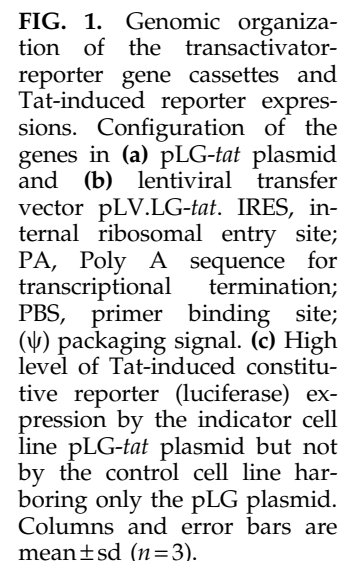 FIG. 1. Genomic organiza-
tion of the transactivator-
reporter gene cassettes and
Tat-induced reporter expres-
sions. Configuration of the
genes in (a) pLG-tat plasmid
and (b) lentiviral transfer
vector pLV.LG-tat. IRES, in-
ternal ribosomal entry site;
PA, Poly A sequence for
transcriptional termination;
PBS, primer binding site;
(ψ) packaging signal. (c) High
level of Tat-induced constitu-
tive reporter (luciferase) ex-
pression by the indicator cell
line pLG-tat plasmid but not
by the control cell line har-
boring only the pLG plasmid.
Columns and error bars are
mean±sd (n=3).